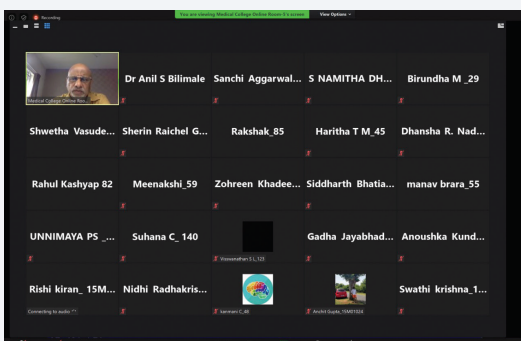 Recording
You are viewing Medical College Online Room II's screen
View Options
Medical College Online Roo...
Dr Anil S Bilimale
Sanchi Aggarwal...
S NAMITHA DH...
Birundha M _29
Shwetha Vasude...
Sherin Raichel G...
Rakshak_85
Haritha T M_45
Dhansha R. Nad...
Rahul Kashyap 82
Meenakshi_59
Zohreen Khadee...
Siddharth Bhatia...
manav brara_55
UNNIMAYA PS _...
Suhana C_ 140
Viswanathan S L_123
Gadha Jayabhad...
Anoushka Kund...
Rishi kiran_ 15M...
Connecting to audio
Nidhi Radhakris...
kanmani C_48
Archit Gupta_15M01024
Swathi krishna_1...